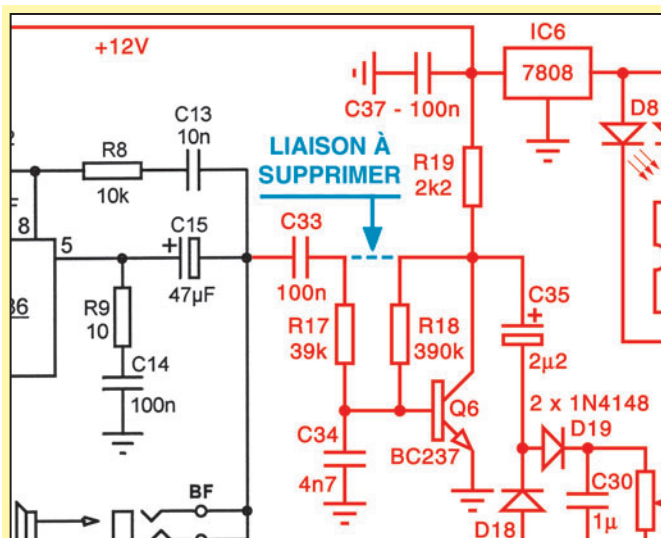 +12V
IC6
7808
C37 - 100n
D8
C13
10n
R8
10k
LIAISON À
SUPPRIMER
R19
2k2
8
5
C15
+
47µF
C33
100n
C35
+
2µ2
R9
10
R17
39k
R18
390k
C14
100n
Q6
BC237
2 x 1N4148
D19
C34
4n7
C30
1µ
BF
D18